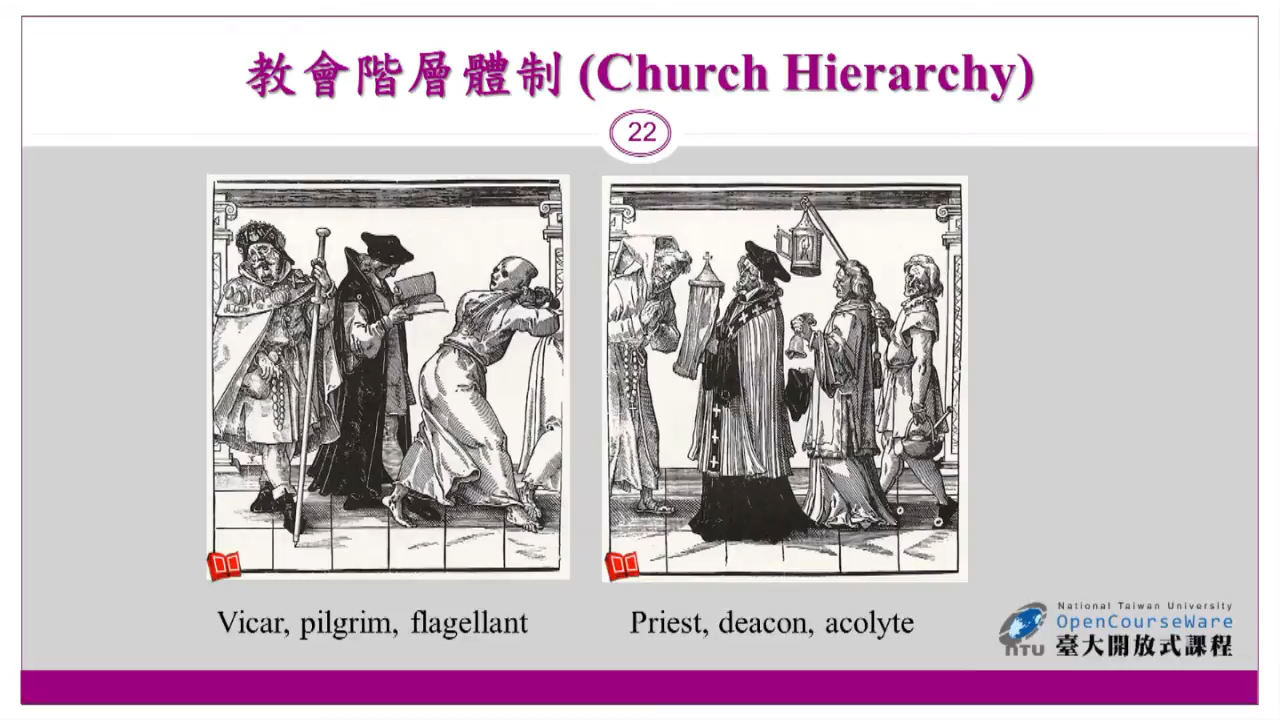 教會階層體制 (Church Hierarchy)
22
Vicar, pilgrim, flagellant
Priest, deacon, acolyte
National Taiwan University
OpenCourseWare
NTU 臺大開放式課程